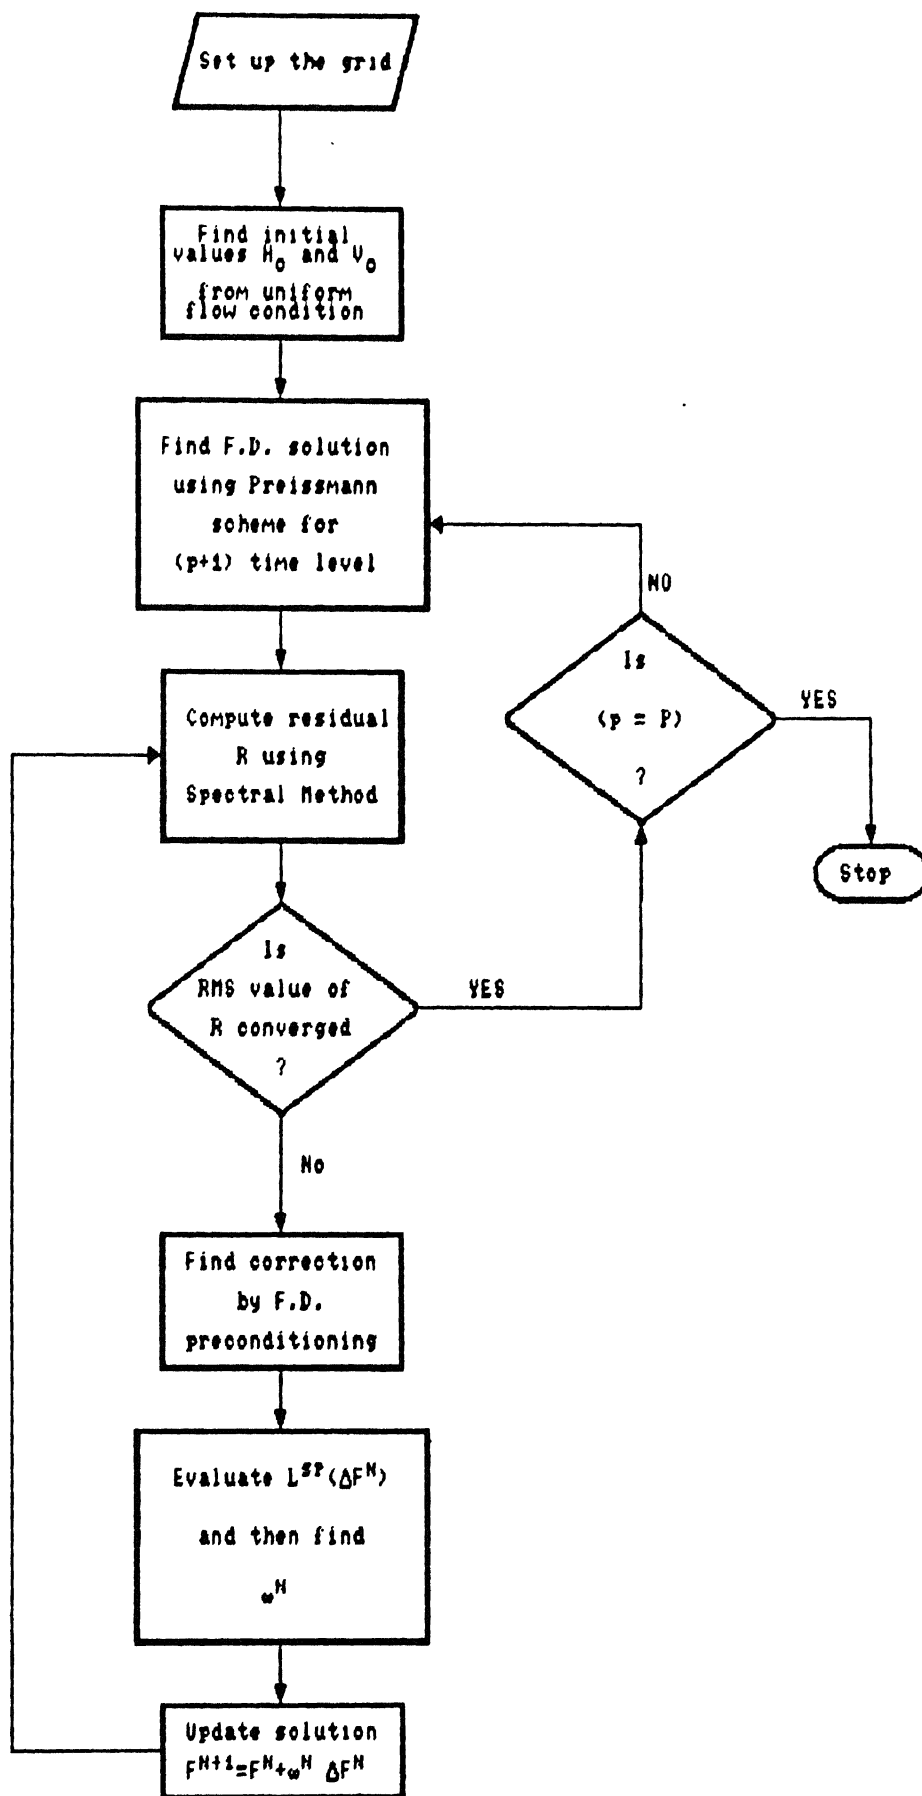 Set up the grid
Find initial
values H₀ and V₀
from uniform
flow condition
Find F.D. solution
using Preissmann
scheme for
(p+1) time level
NO
Is
(p = P)
?
YES
Compute residual
R using
Spectral Method
Stop
Is
RMS value of
R converged
?
YES
No
Find correction
by F.D.
preconditioning
Evaluate L^SP(ΔF^N)
and then find
ω^N
Update solution
F^N+1=F^N+ω^N ΔF^N